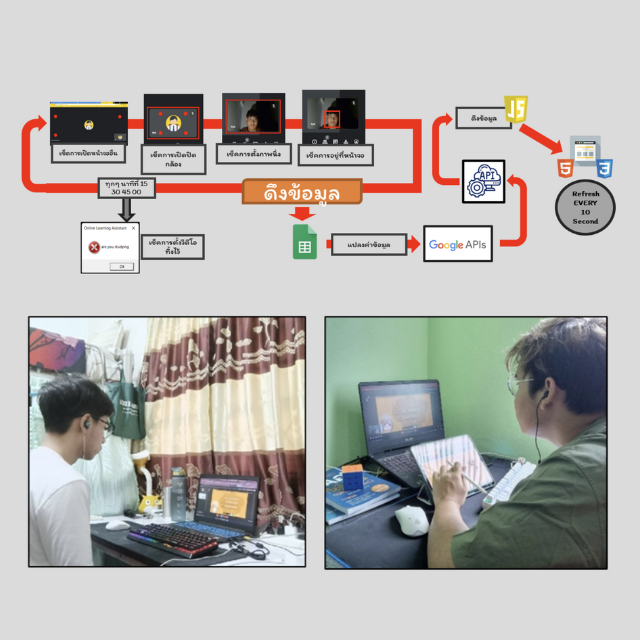 เช็คการเปิดหน้าจออื่น
เช็คการเปิดปิด
กล้อง
เช็คการตั้งภาพนิ่ง
เช็คการอยู่ที่หน้าจอ
ดึงข้อมูล
JS
ทุกๆ นาทีที่ 15
30 45 00
ดึงข้อมูล
API
5
3
Refresh
EVERY
10
Second
Online Learning Assistant
are you studying
OK
เช็คการตั้งวิดีโอ
ทิ้งไว้
แปลงค่าข้อมูล
Google APIs